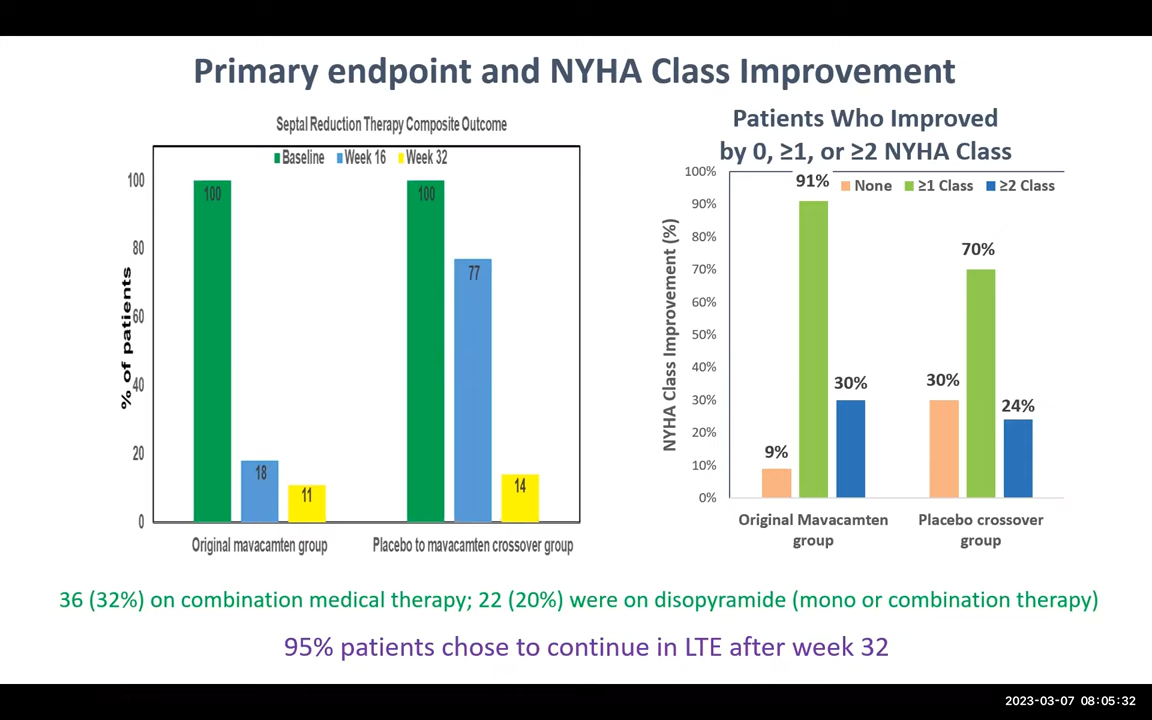 Primary endpoint and NYHA Class Improvement
Septal Reduction Therapy Composite Outcome
Baseline Week 16 Week 32
% of patients
100
80
60
40
20
0
100
18
11
100
77
14
Original mavacamten group
Placebo to mavacamten crossover group
Patients Who Improved
by 0, ≥1, or ≥2 NYHA Class
None ≥1 Class ≥2 Class
NYHA Class Improvement (%)
100%
90%
80%
70%
60%
50%
40%
30%
20%
10%
0%
9%
91%
30%
30%
70%
24%
Original Mavacamten
group
Placebo crossover
group
36 (32%) on combination medical therapy; 22 (20%) were on disopyramide (mono or combination therapy)
95% patients chose to continue in LTE after week 32
2023-03-07 08:05:32